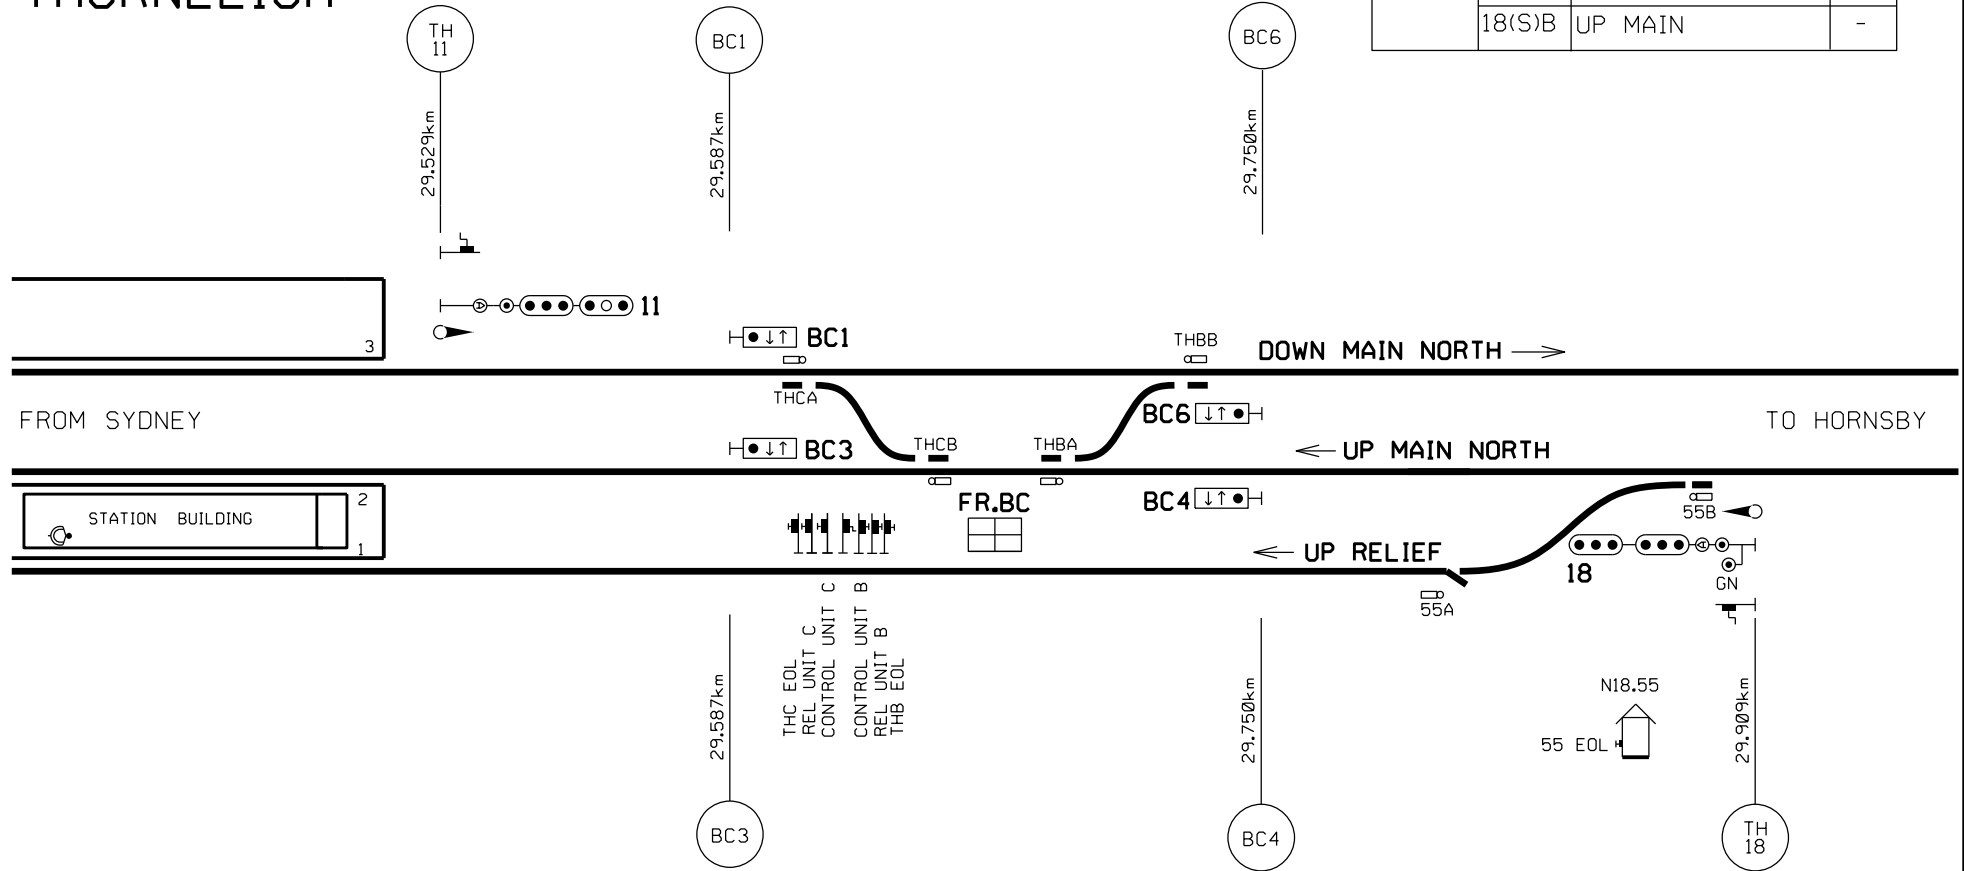 18(S)B UP MAIN -
TH
11
BC1
BC6
29.529km
29.587km
29.750km
11
3
BC1
THBB
DOWN MAIN NORTH
THCA
FROM SYDNEY
BC6
TO HORNSBY
BC3
THCB
THBA
UP MAIN NORTH
2
STATION BUILDING
1
FR.BC
BC4
55B
UP RELIEF
A
A
18
GN
55A
THC EOL
REL UNIT C
CONTROL UNIT C
CONTROL UNIT B
REL UNIT B
THB EOL
29.587km
29.750km
N18.55
55 EOL
29.909km
BC3
BC4
TH
18